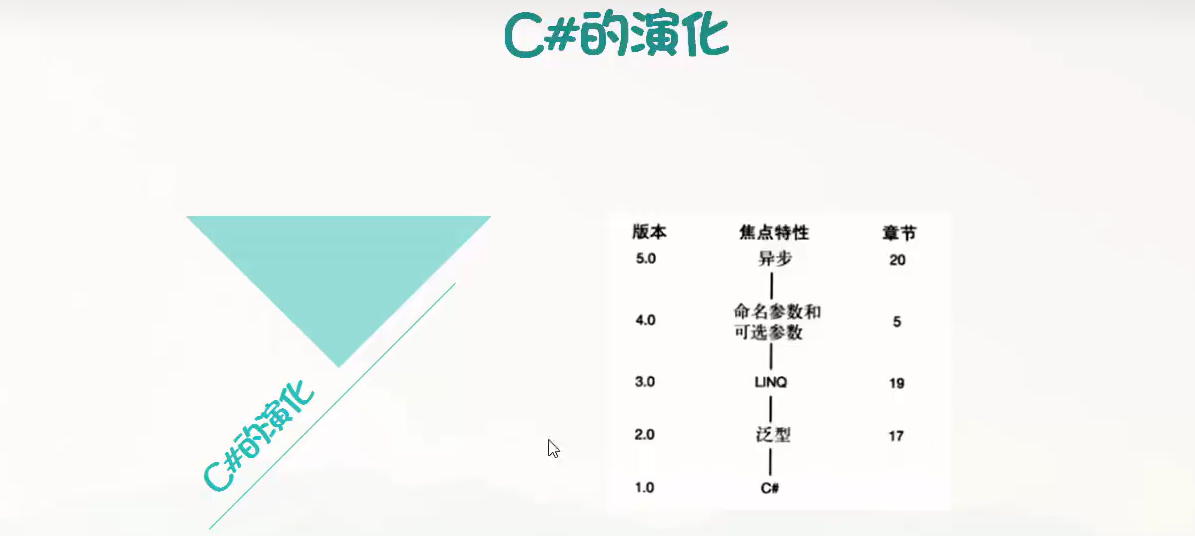 C#的演化
C#的演化
版本 焦点特性 章节
5.0 异步 20
4.0 命名参数和 5
可选参数
3.0 LINQ 19
2.0 泛型 17
1.0 C#